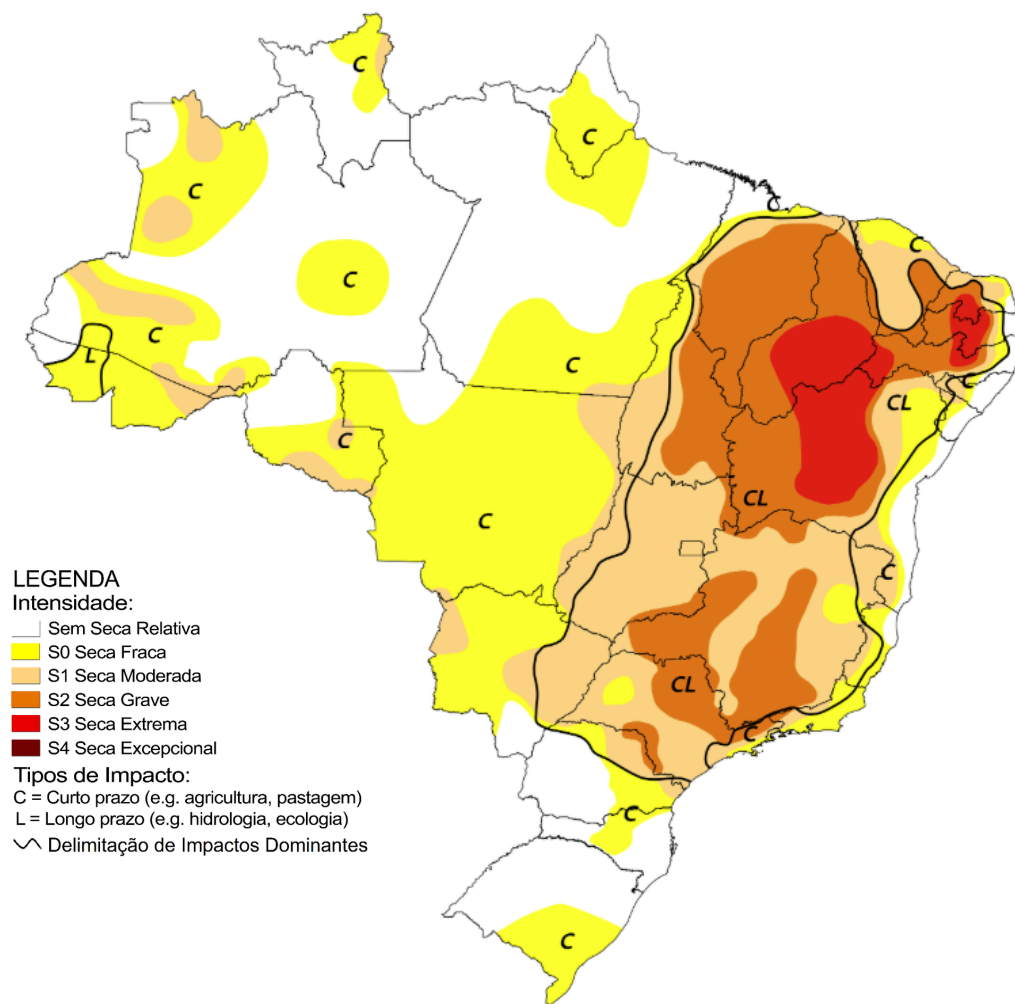 C
C
C
C
C
C
C
L
C
C
CL
C
CL
C
C
CL
C
C
C
LEGENDA
Intensidade:
Sem Seca Relativa
S0 Seca Fraca
S1 Seca Moderada
S2 Seca Grave
S3 Seca Extrema
S4 Seca Excepcional
Tipos de Impacto:
C = Curto prazo (e.g. agricultura, pastagem)
L = Longo prazo (e.g. hidrologia, ecologia)
Delimitação de Impactos Dominantes